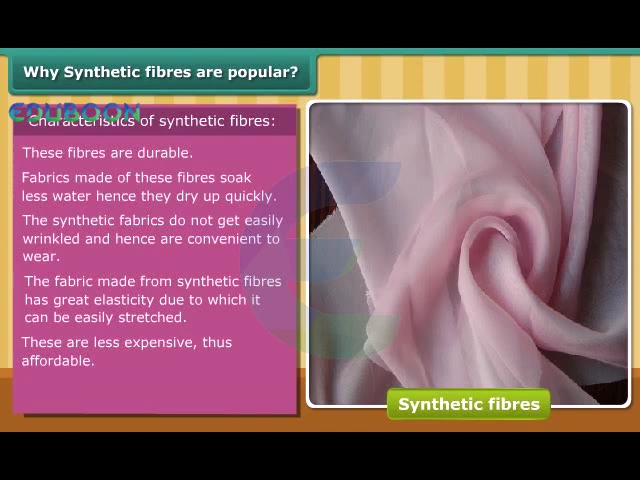 Why Synthetic fibres are popular?
EDUBOON
Characteristics of synthetic fibres:
These fibres are durable.
Fabrics made of these fibres soak
less water hence they dry up quickly.
The synthetic fabrics do not get easily
wrinkled and hence are convenient to
wear.
The fabric made from synthetic fibres
has great elasticity due to which it
can be easily stretched.
These are less expensive, thus
affordable.
Synthetic fibres